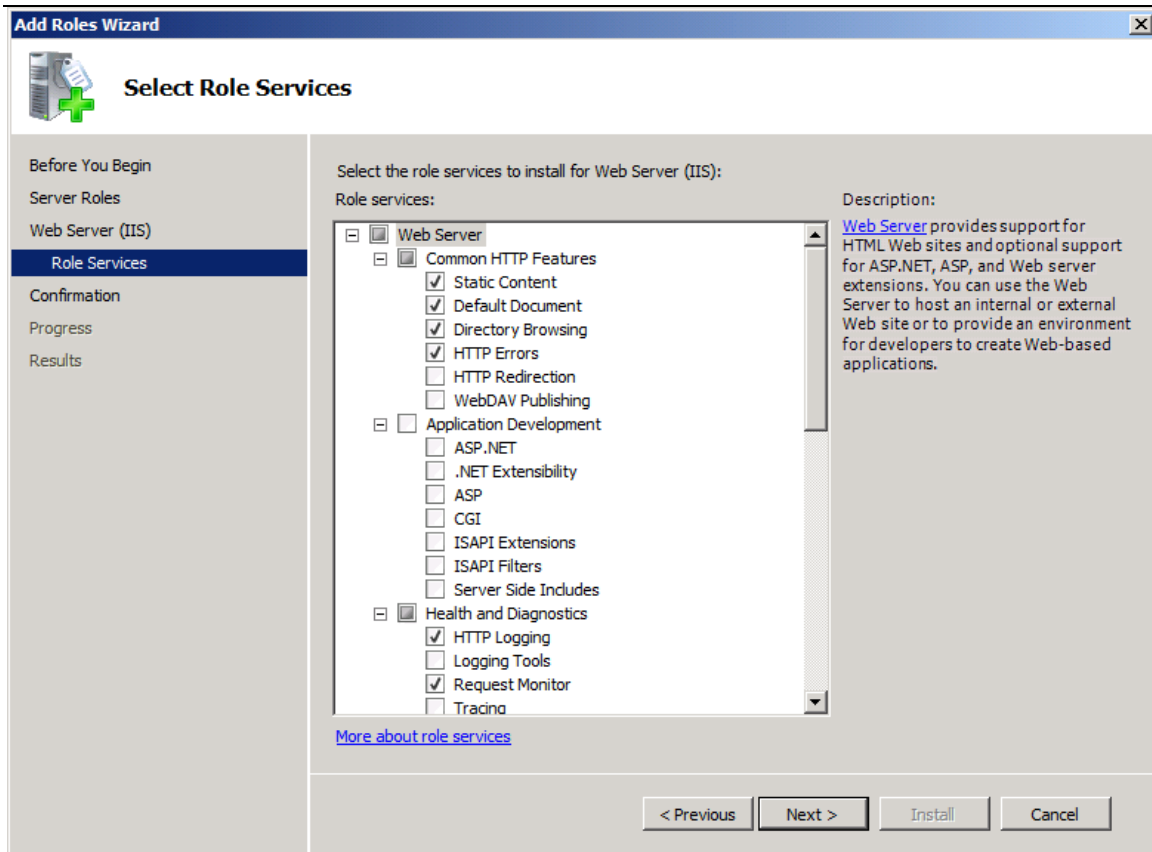 Add Roles Wizard
Select Role Services
Before You Begin
Server Roles
Web Server (IIS)
Role Services
Confirmation
Progress
Results
Select the role services to install for Web Server (IIS):
Role services:
Web Server
Common HTTP Features
Static Content
Default Document
Directory Browsing
HTTP Errors
HTTP Redirection
WebDAV Publishing
Application Development
ASP.NET
.NET Extensibility
ASP
CGI
ISAPI Extensions
ISAPI Filters
Server Side Includes
Health and Diagnostics
HTTP Logging
Logging Tools
Request Monitor
Tracing
More about role services
Description:
Web Server provides support for
HTML Web sites and optional support
for ASP.NET, ASP, and Web server
extensions. You can use the Web
Server to host an internal or external
Web site or to provide an environment
for developers to create Web-based
applications.
< Previous
Next >
Install
Cancel